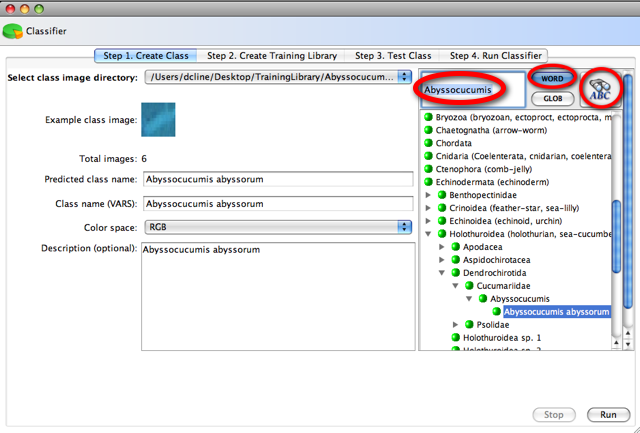 Classifier
Step 1. Create Class Step 2. Create Training Library Step 3. Test Class Step 4. Run Classifier
Select class image directory: /Users/dcline/Desktop/TrainingLibrary/Abyssocucum...
Example class image:
Total images: 6
Predicted class name: Abyssocucumis abyssorum
Class name (VARS): Abyssocucumis abyssorum
Color space: RGB
Description (optional): Abyssocucumis abyssorum
Abyssocucumis
WORD
GLOB
ABC
Bryozoa (bryozoan, ectoproct, ectoprocta, m
Chaetognatha (arrow-worm)
Chordata
Cnidaria (Coelenterata, cnidarian, coelentera
Ctenophora (comb-jelly)
Echinodermata (echinoderm)
Benthopectinidae
Crinoidea (feather-star, sea-lilly)
Echinoidea (echinoid, urchin)
Holothuroidea (holothurian, sea-cucumbe
Apodacea
Aspidochirotacea
Dendrochirotida
Cucumariidae
Abyssocucumis
Abyssocucumis abyssorum
Psolidae
Holothuroidea sp. 1
Stop Run